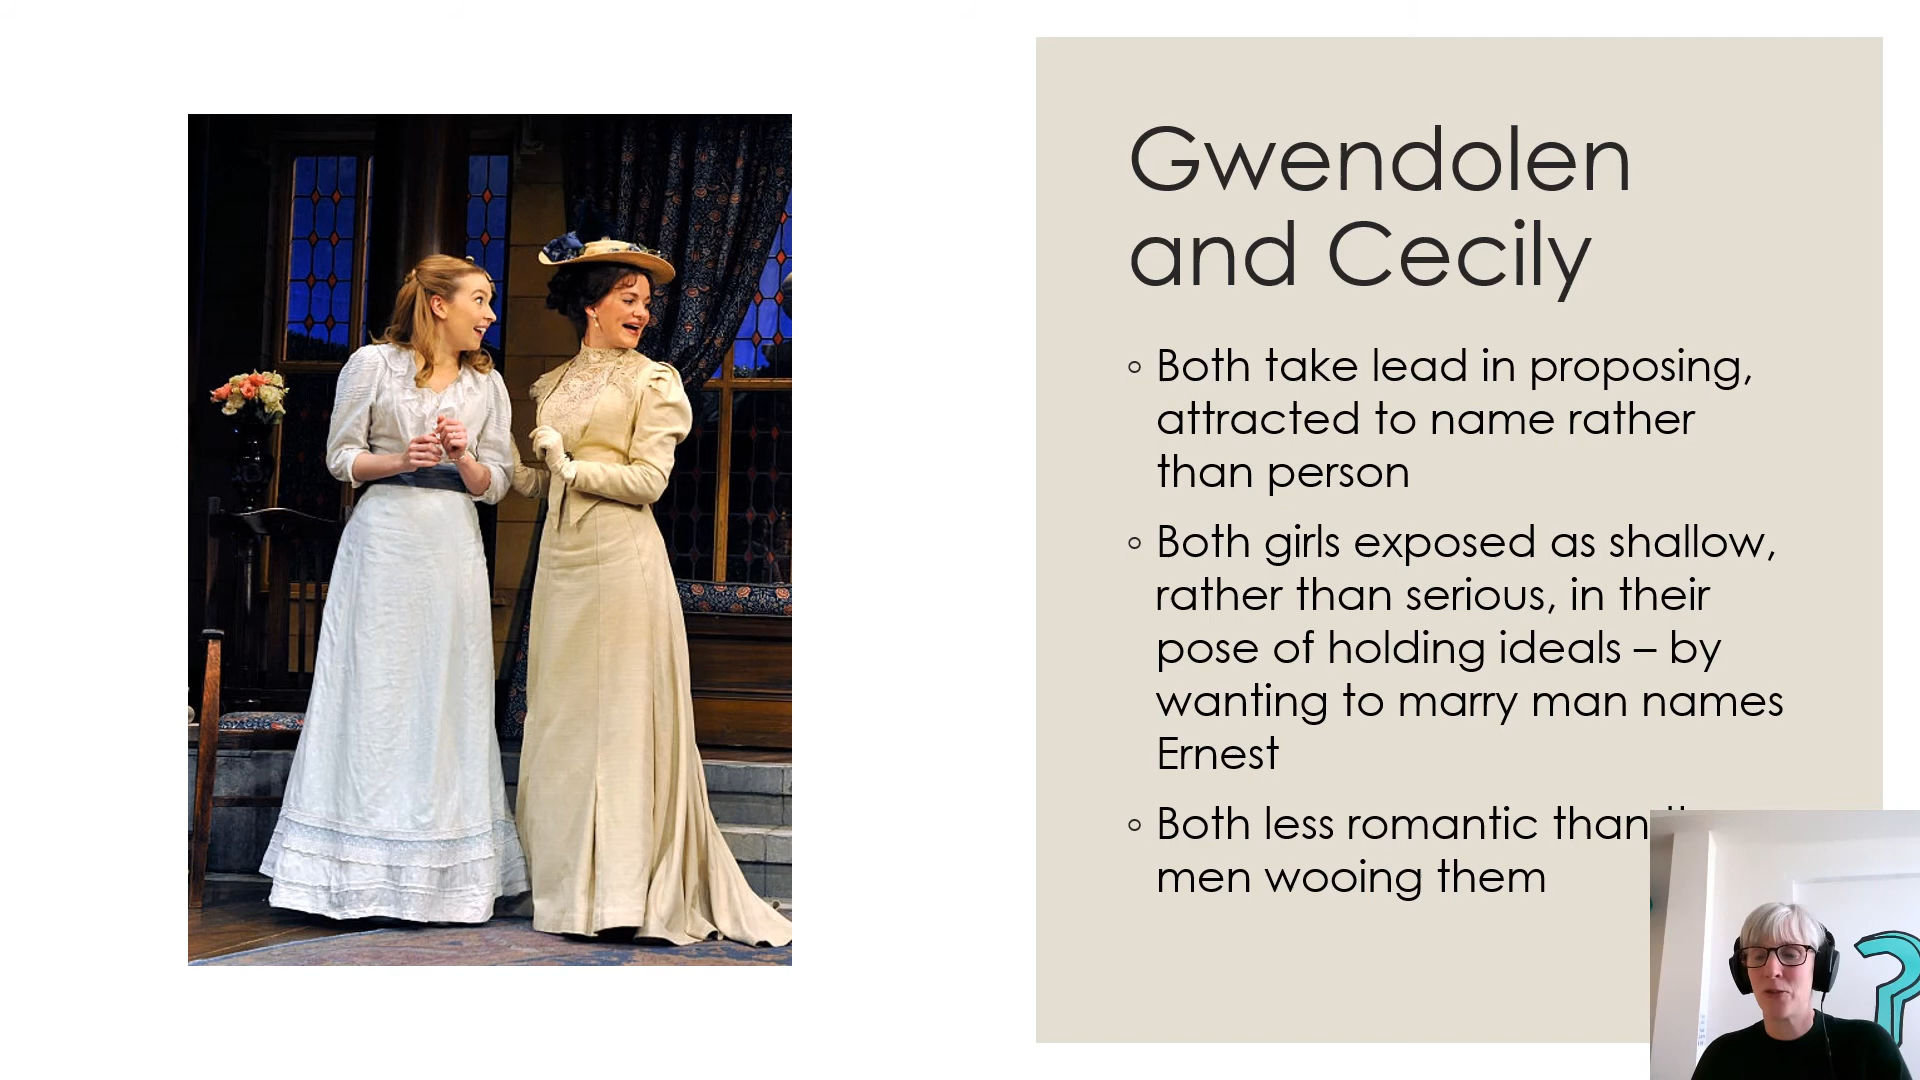 Gwendolen
and Cecily
◦ Both take lead in proposing,
attracted to name rather
than person
◦ Both girls exposed as shallow,
rather than serious, in their
pose of holding ideals – by
wanting to marry man names
Ernest
◦ Both less romantic than
men wooing them
?